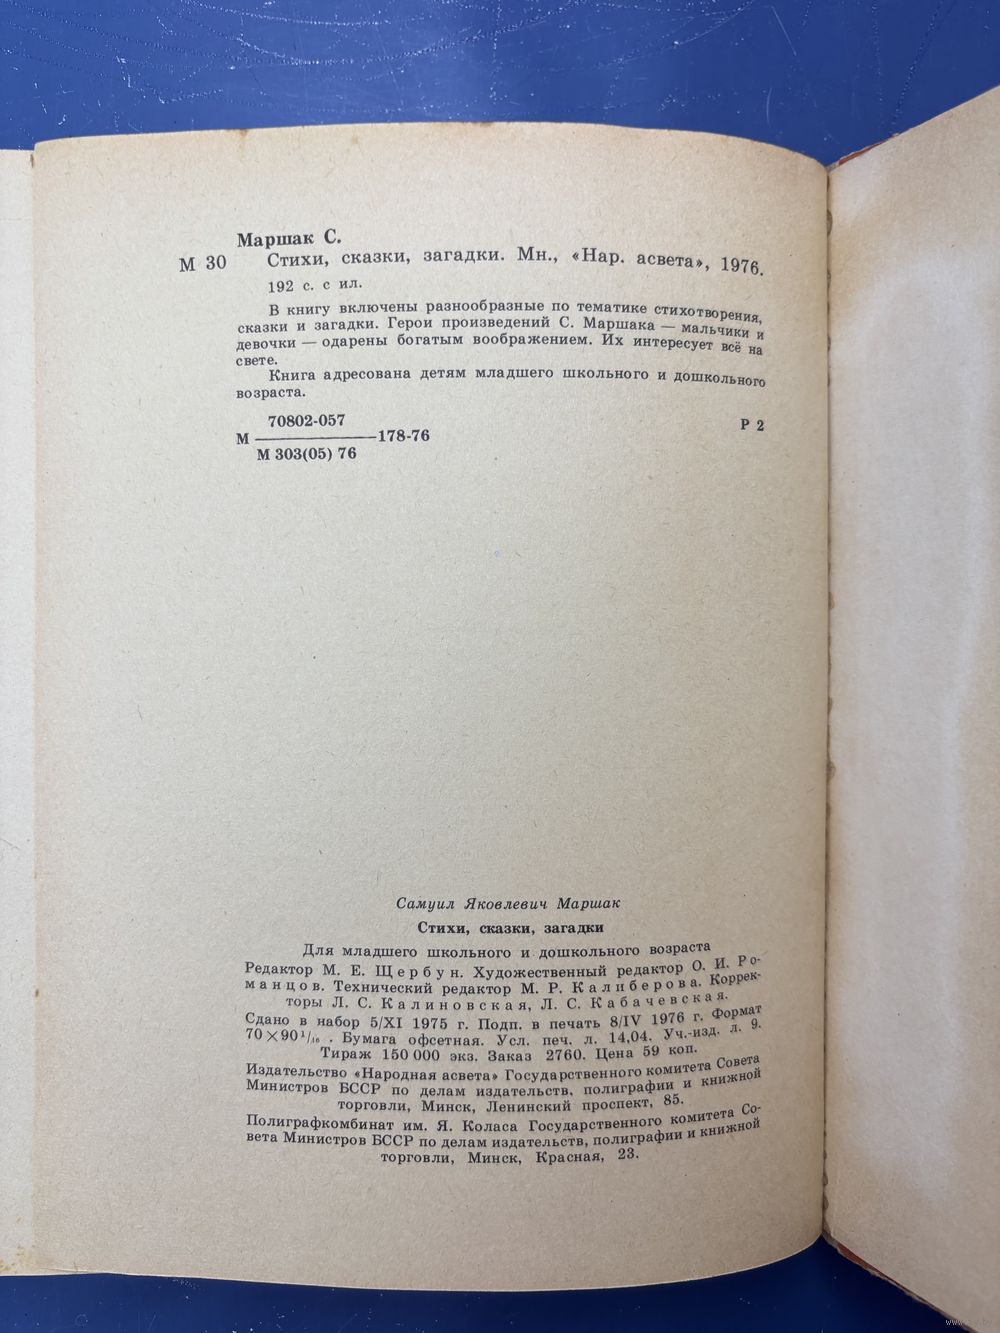 Маршак С.
М 30 Стихи, сказки, загадки. Мн., «Нар. асвета», 1976.
192 с. с ил.
В книгу включены разнообразные по тематике стихотворения,
сказки и загадки. Герои произведений С. Маршака — мальчики и
девочки — одарены богатым воображением. Их интересует всё на
свете.
Книга адресована детям младшего школьного и дошкольного
возраста.
70802-057
М ————— 178-76
М 303(05) 76
Р 2
Самуил Яковлевич Маршак
Стихи, сказки, загадки
Для младшего школьного и дошкольного возраста
Редактор М. Е. Щербун. Художественный редактор О. И. Ро-
манцов. Технический редактор М. Р. Калиберова. Коррек-
торы Л. С. Калиновская, Л. С. Кабачевская.
Сдано в набор 5/XI 1975 г. Подп. в печать 8/IV 1976 г. Формат
70×90 1/16 . Бумага офсетная. Усл. печ. л. 14,04. Уч.-изд. л. 9.
Тираж 150 000 экз. Заказ 2760. Цена 59 коп.
Издательство «Народная асвета» Государственного комитета Совета
Министров БССР по делам издательств, полиграфии и книжной
торговли, Минск, Ленинский проспект, 85.
Полиграфкомбинат им. Я. Коласа Государственного комитета Со-
вета Министров БССР по делам издательств, полиграфии и книжной
торговли, Минск, Красная, 23.